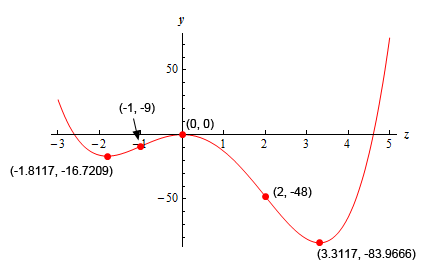 y
50
(-1, -9)
(0, 0)
z
-3 -2 -1 1 2 3 4 5
(-1.8117, -16.7209)
(2, -48)
-50
(3.3117, -83.9666)